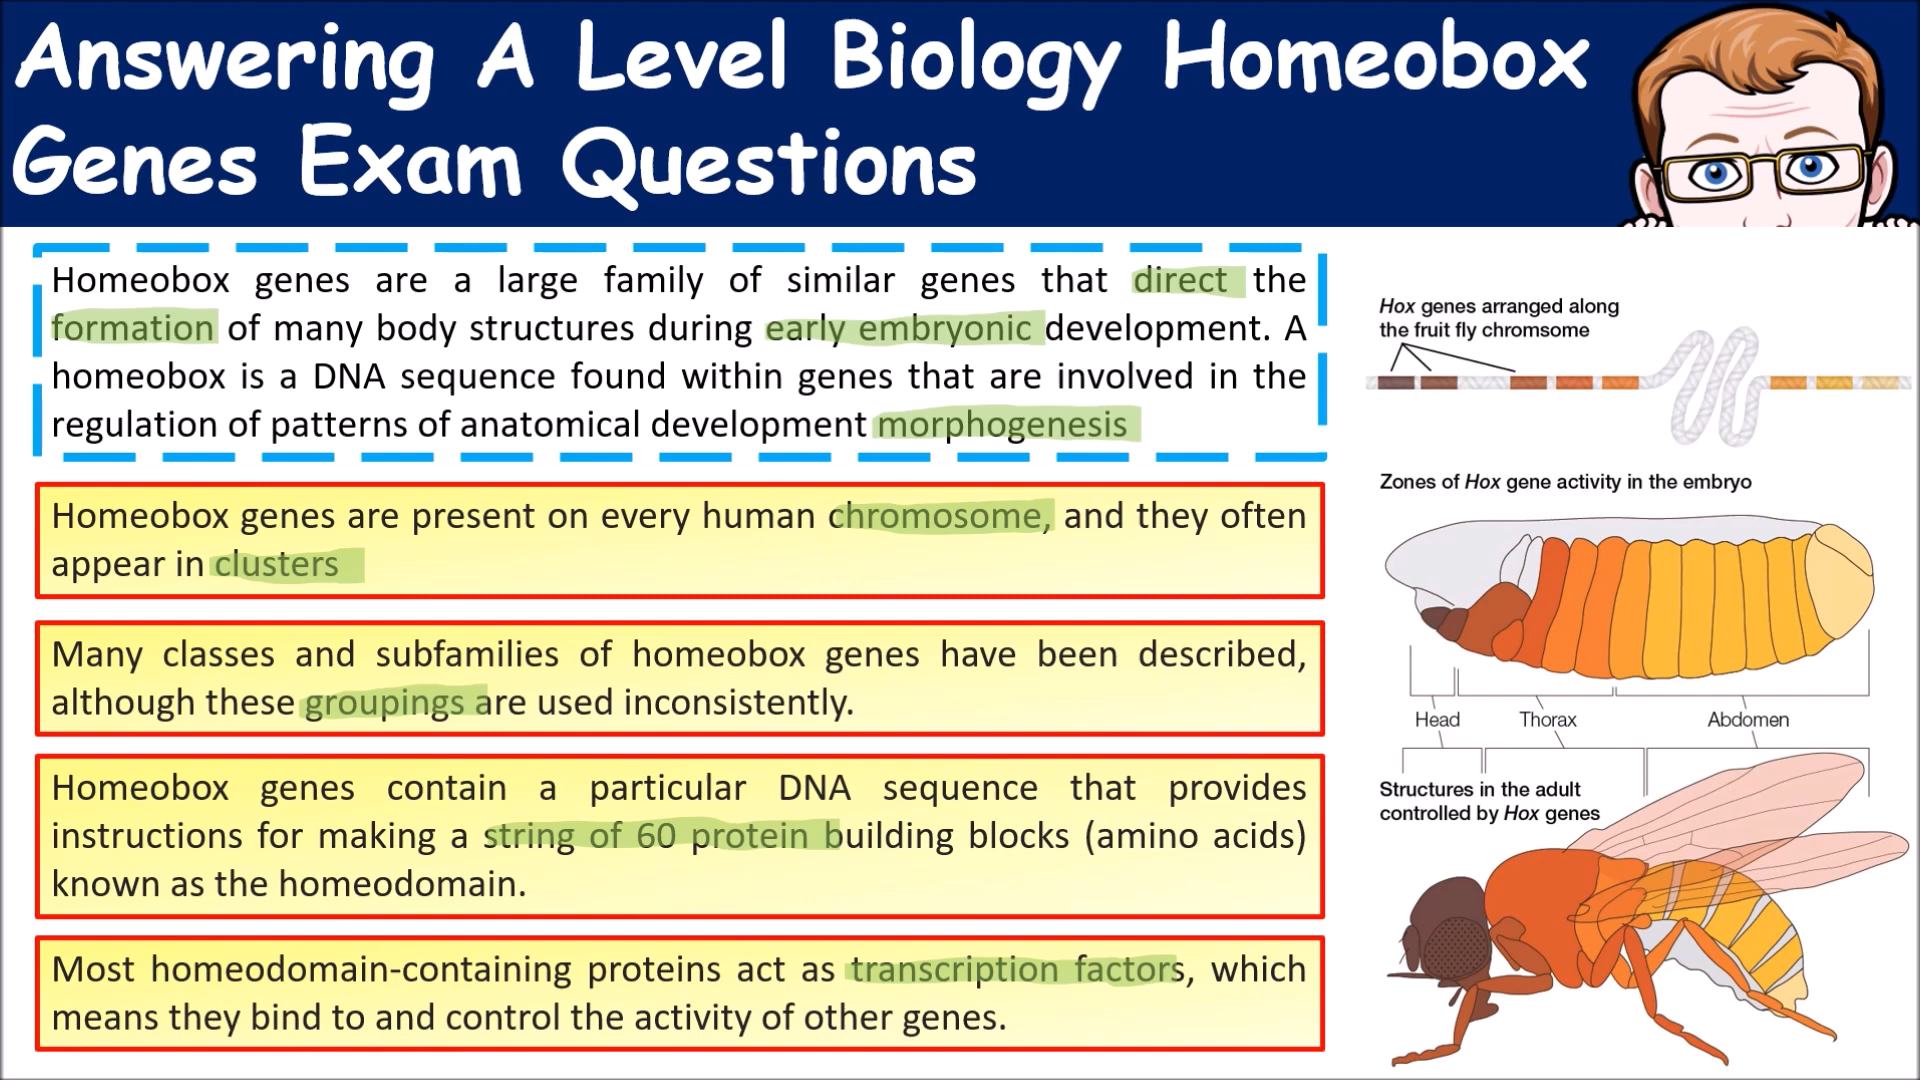 Answering A Level Biology Homeobox
Genes Exam Questions
Homeobox genes are a large family of similar genes that direct the
formation of many body structures during early embryonic development. A
homeobox is a DNA sequence found within genes that are involved in the
regulation of patterns of anatomical development morphogenesis
Homeobox genes are present on every human chromosome, and they often
appear in clusters
Many classes and subfamilies of homeobox genes have been described,
although these groupings are used inconsistently.
Homeobox genes contain a particular DNA sequence that provides
instructions for making a string of 60 protein building blocks (amino acids)
known as the homeodomain.
Most homeodomain-containing proteins act as transcription factors, which
means they bind to and control the activity of other genes.
Hox genes arranged along
the fruit fly chromsome
Zones of Hox gene activity in the embryo
Head Thorax Abdomen
Structures in the adult
controlled by Hox genes